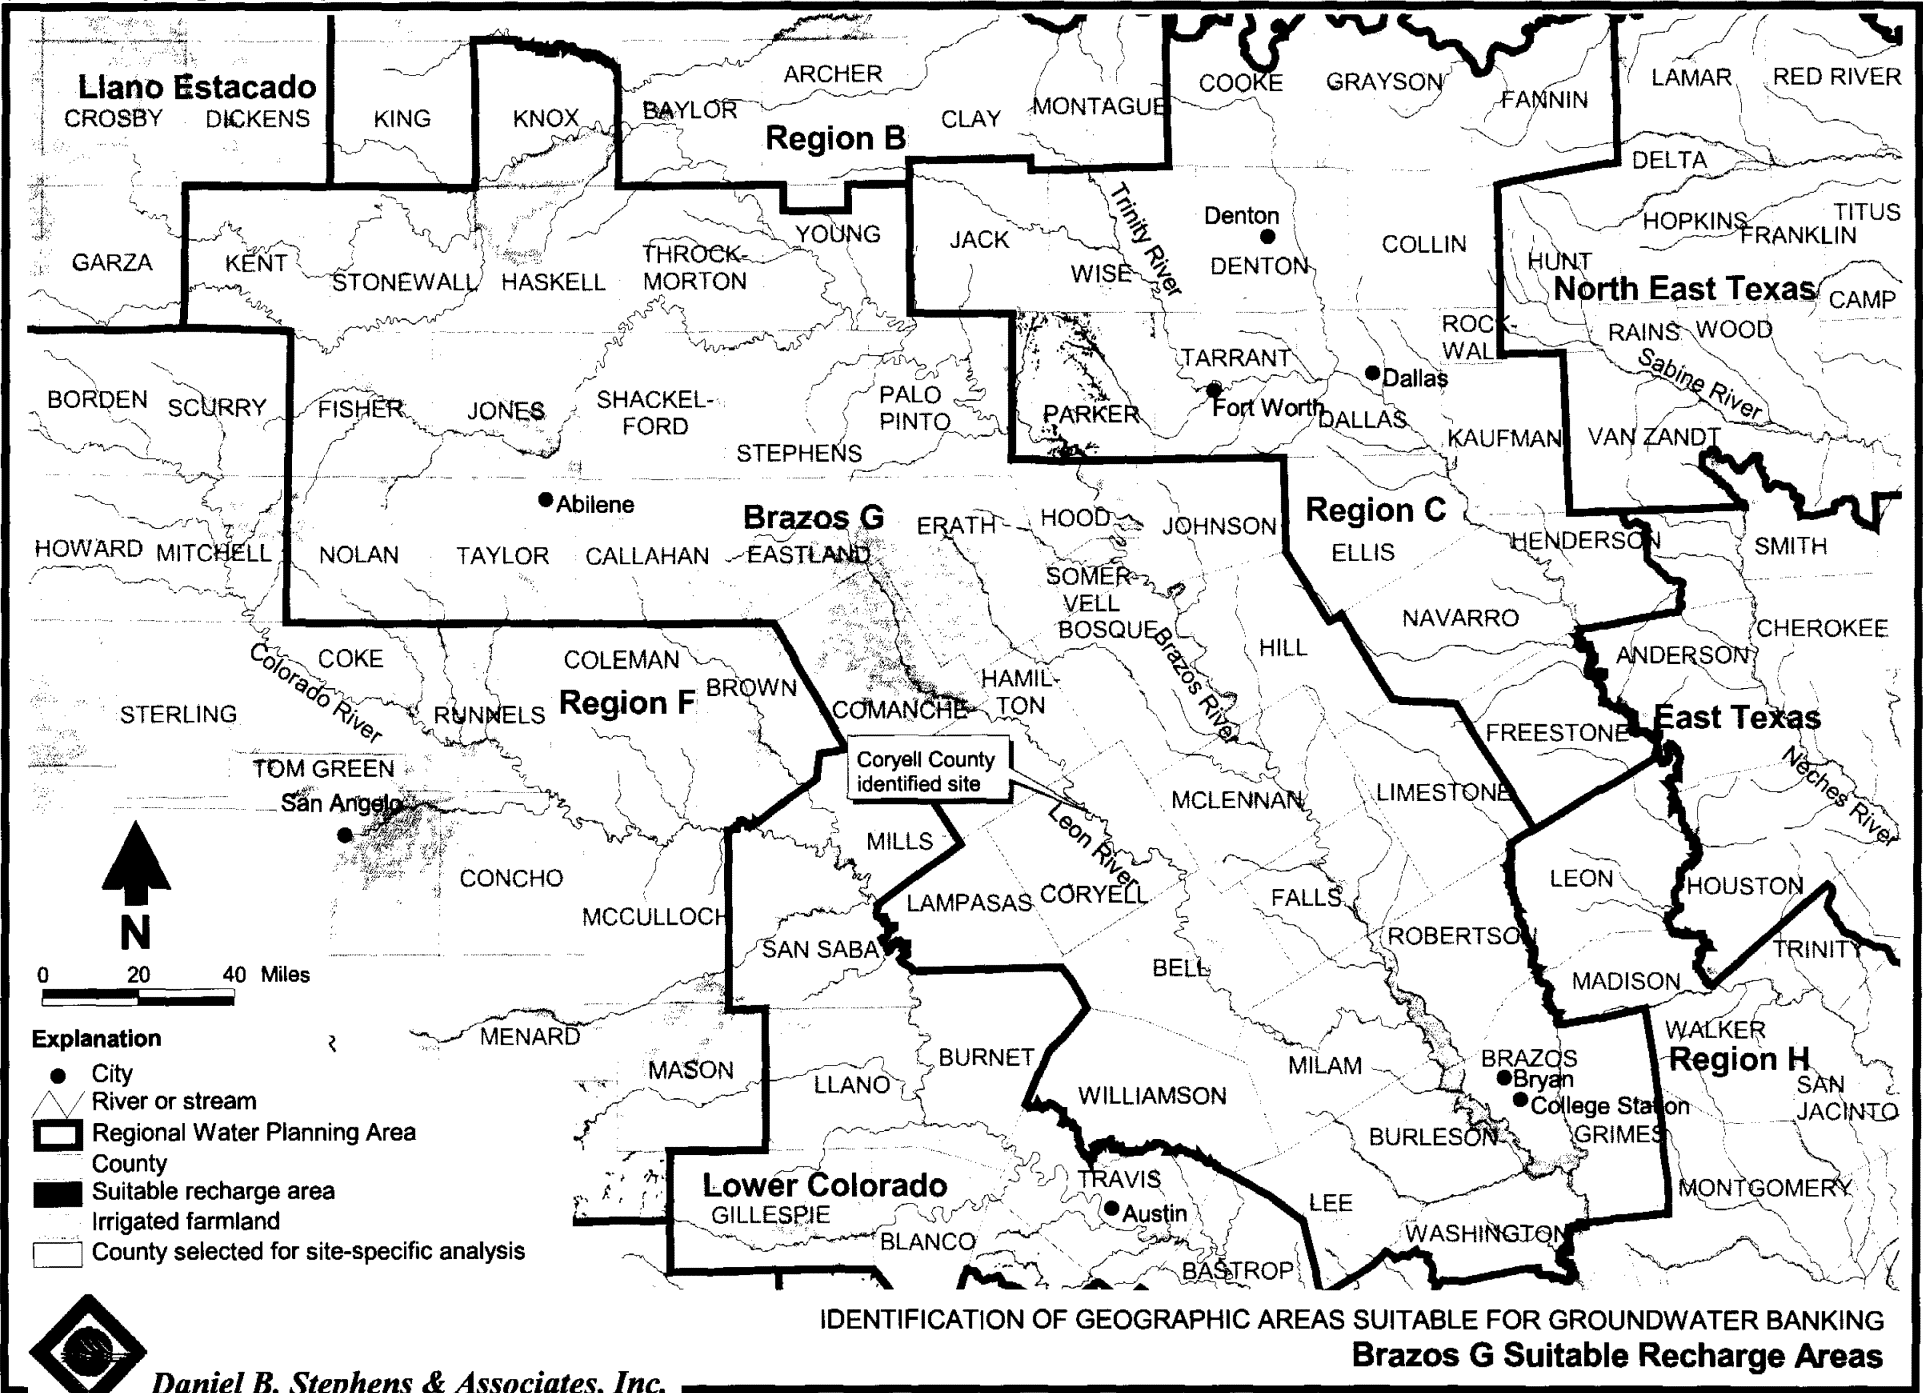 Llano Estacado
CROSBY
DICKENS
KING
KNOX
BAYLOR
ARCHER
Region B
CLAY
MONTAGUE
COOKE
GRAYSON
FANNIN
LAMAR
RED RIVER
DELTA
GARZA
KENT
STONEWALL
HASKELL
THROCK-
MORTON
YOUNG
JACK
WISE
Trinity River
Denton
DENTON
COLLIN
HUNT
HOPKINS
FRANKLIN
TITUS
North East Texas
CAMP
ROCK-
WAL
RAINS
WOOD
Sabine River
BORDEN
SCURRY
FISHER
JONES
SHACKEL-
FORD
STEPHENS
PALO
PINTO
PARKER
TARRANT
Fort Worth
Dallas
DALLAS
KAUFMAN
VAN ZANDT
Abilene
Brazos G
ERATH
HOOD
JOHNSON
Region C
ELLIS
HENDERSON
SMITH
HOWARD
MITCHELL
NOLAN
TAYLOR
CALLAHAN
EASTLAND
SOMER-
VELL
BOSQUE
Brazos River
HILL
NAVARRO
CHEROKEE
ANDERSON
Colorado River
COKE
COLEMAN
BROWN
Region F
STERLING
RUNNELS
COMANCHE
HAMIL-
TON
FREESTONE
East Texas
Neches River
TOM GREEN
San Angelo
Coryell County
identified site
MCLENNAN
LIMESTONE
Leon River
MILLS
CONCHO
MCCULLOCH
LAMPASAS
CORYELL
FALLS
LEON
HOUSTON
SAN SABA
ROBERTSON
TRINITY
BELL
MADISON
N
0 20 40 Miles
MENARD
MASON
LLANO
BURNET
WILLIAMSON
MILAM
BRAZOS
Bryan
College Station
GRIMES
WALKER
Region H
SAN
JACINTO
BURLESON
MONTGOMERY
Lower Colorado
GILLESPIE
BLANCO
TRAVIS
Austin
BASTROP
LEE
WASHINGTON
Explanation
City
River or stream
Regional Water Planning Area
County
Suitable recharge area
Irrigated farmland
County selected for site-specific analysis
IDENTIFICATION OF GEOGRAPHIC AREAS SUITABLE FOR GROUNDWATER BANKING
Brazos G Suitable Recharge Areas
Daniel B. Stephens & Associates, Inc.